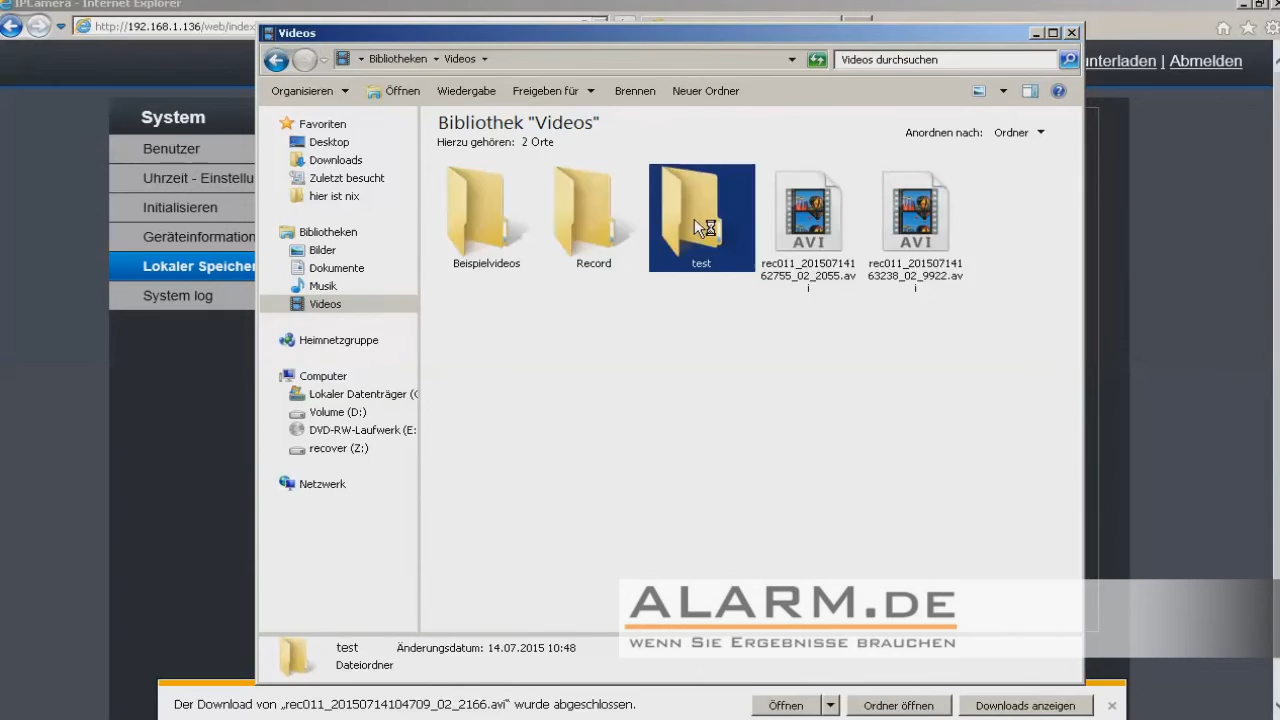 IPCamera - Internet Explorer
http://192.168.1.136/web/index
unterladen | Abmelden
System
Benutzer
Uhrzeit - Einstellu
Initialisieren
Geräteinformation
Lokaler Speicher
System log
Videos
Bibliotheken Videos
Videos durchsuchen
Organisieren Öffnen Wiedergabe Freigeben für Brennen Neuer Ordner
Favoriten
Desktop
Downloads
Zuletzt besucht
hier ist nix
Bibliotheken
Bilder
Dokumente
Musik
Videos
Heimnetzgruppe
Computer
Lokaler Datenträger (C
Volume (D:)
DVD-RW-Laufwerk (E:
recover (Z:)
Netzwerk
Bibliothek "Videos"
Hierzu gehören: 2 Orte
Anordnen nach: Ordner
Beispielvideos
Record
test
AVI
rec011_201507141
62755_02_2055.av
i
AVI
rec011_201507141
63238_02_9922.av
i
ALARM.DE
WENN SIE ERGEBNISSE BRAUCHEN
test Änderungsdatum: 14.07.2015 10:48
Dateiordner
Der Download von „rec011_20150714104709_02_2166.avi" wurde abgeschlossen.
Öffnen Ordner öffnen Downloads anzeigen